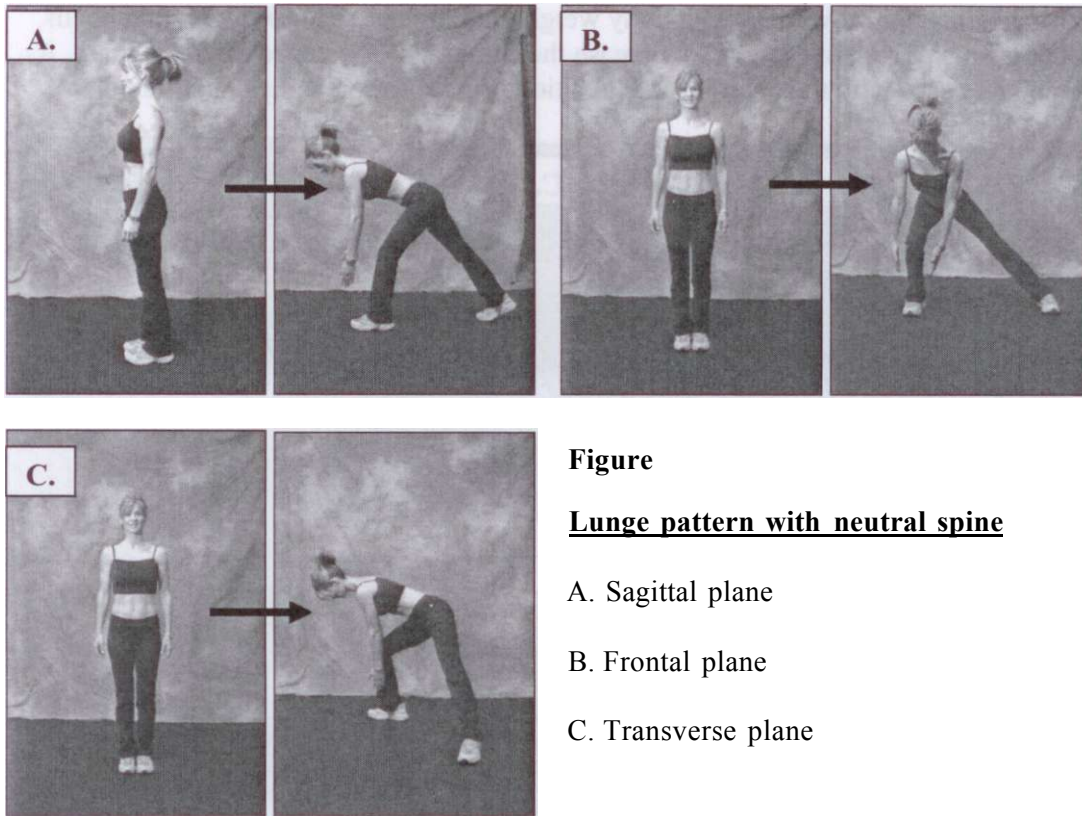 A.
B.
C.
Figure
Lunge pattern with neutral spine
A. Sagittal plane
B. Frontal plane
C. Transverse plane